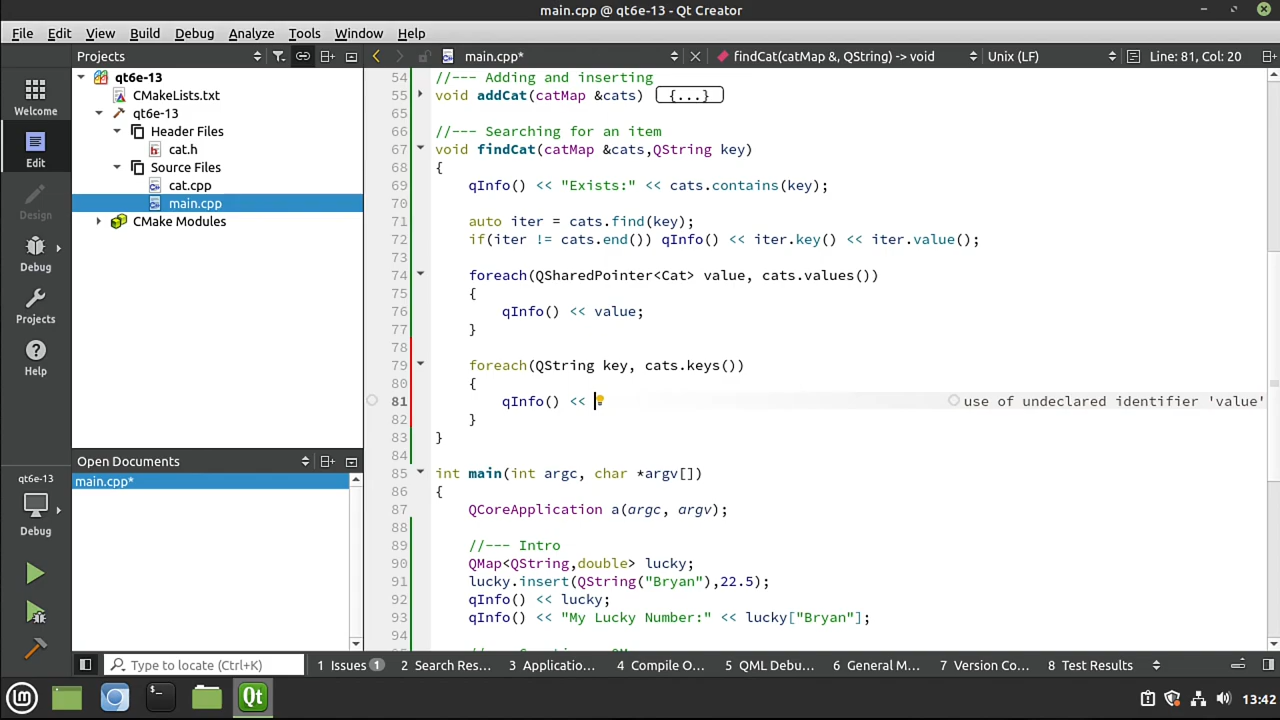 main.cpp @ qt6e-13 - Qt Creator
File Edit View Build Debug Analyze Tools Window Help
Projects main.cpp* findCat(catMap &, QString) -> void Unix (LF) Line: 81, Col: 20
Welcome
Edit
Design
Debug
Projects
Help
qt6e-13
Debug
qt6e-13
CMakeLists.txt
qt6e-13
Header Files
cat.h
Source Files
cat.cpp
main.cpp
CMake Modules
Open Documents
main.cpp*
54 //--- Adding and inserting
55 void addCat(catMap &cats) {...}
65
66 //--- Searching for an item
67 void findCat(catMap &cats,QString key)
68 {
69 qInfo() << "Exists:" << cats.contains(key);
70
71 auto iter = cats.find(key);
72 if(iter != cats.end()) qInfo() << iter.key() << iter.value();
73
74 foreach(QSharedPointer<Cat> value, cats.values())
75 {
76 qInfo() << value;
77 }
78
79 foreach(QString key, cats.keys())
80 {
81 qInfo() << use of undeclared identifier 'value'
82 }
83 }
84
85 int main(int argc, char *argv[])
86 {
87 QCoreApplication a(argc, argv);
88
89 //--- Intro
90 QMap<QString,double> lucky;
91 lucky.insert(QString("Bryan"),22.5);
92 qInfo() << lucky;
93 qInfo() << "My Lucky Number:" << lucky["Bryan"];
94
Type to locate (Ctrl+K) 1 Issues 1 2 Search Res... 3 Applicatio... 4 Compile O... 5 QML Debu... 6 General M... 7 Version Co... 8 Test Results
Qt 13:42